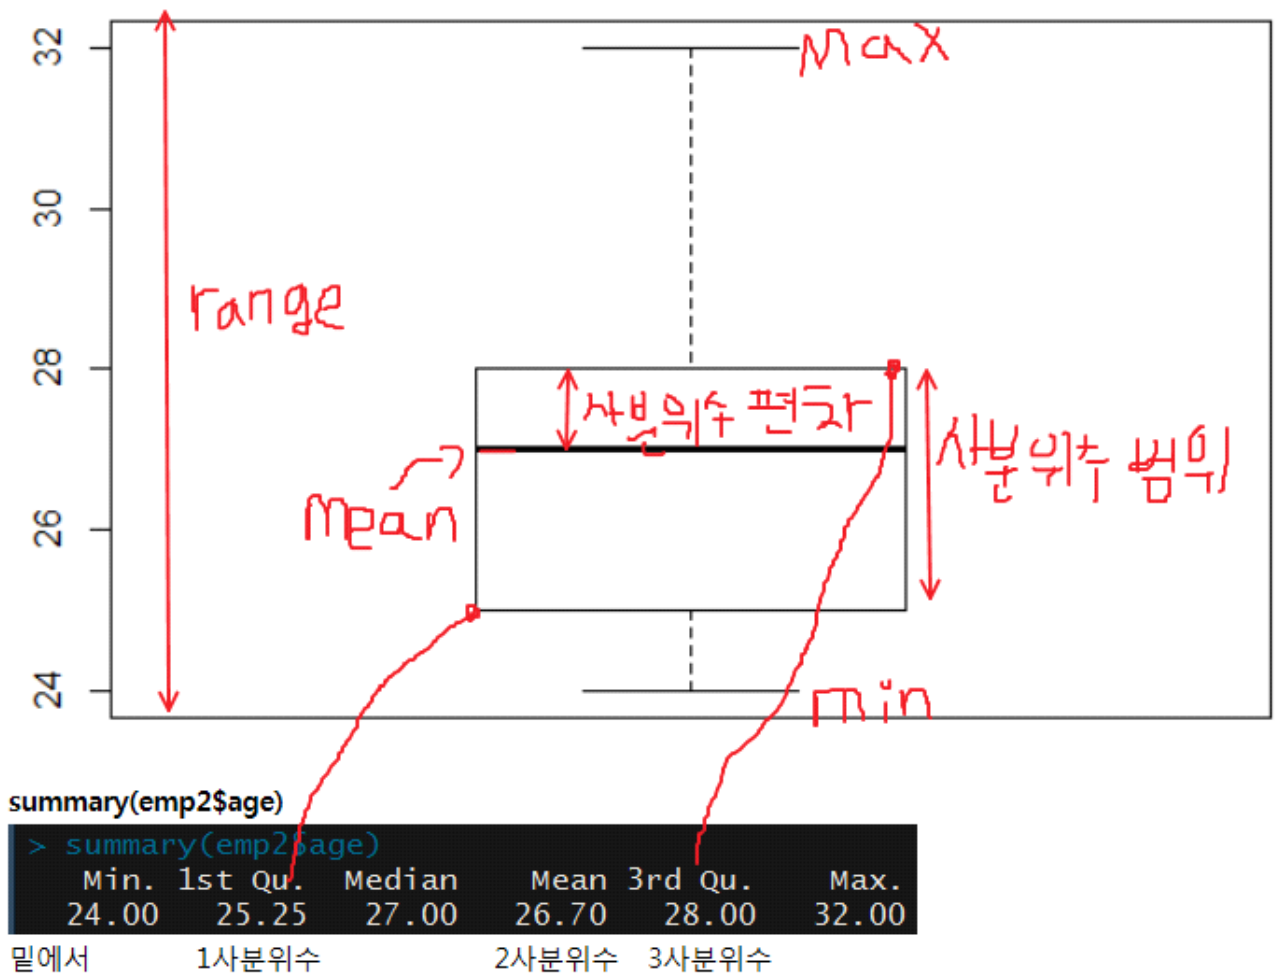 32
Max
30
range
28
사분위수 편차
사분위수 범위
mean
26
24
min
summary(emp2$age)
> summary(emp2$age)
Min. 1st Qu. Median Mean 3rd Qu. Max.
24.00 25.25 27.00 26.70 28.00 32.00
밑에서 1사분위수 2사분위수 3사분위수